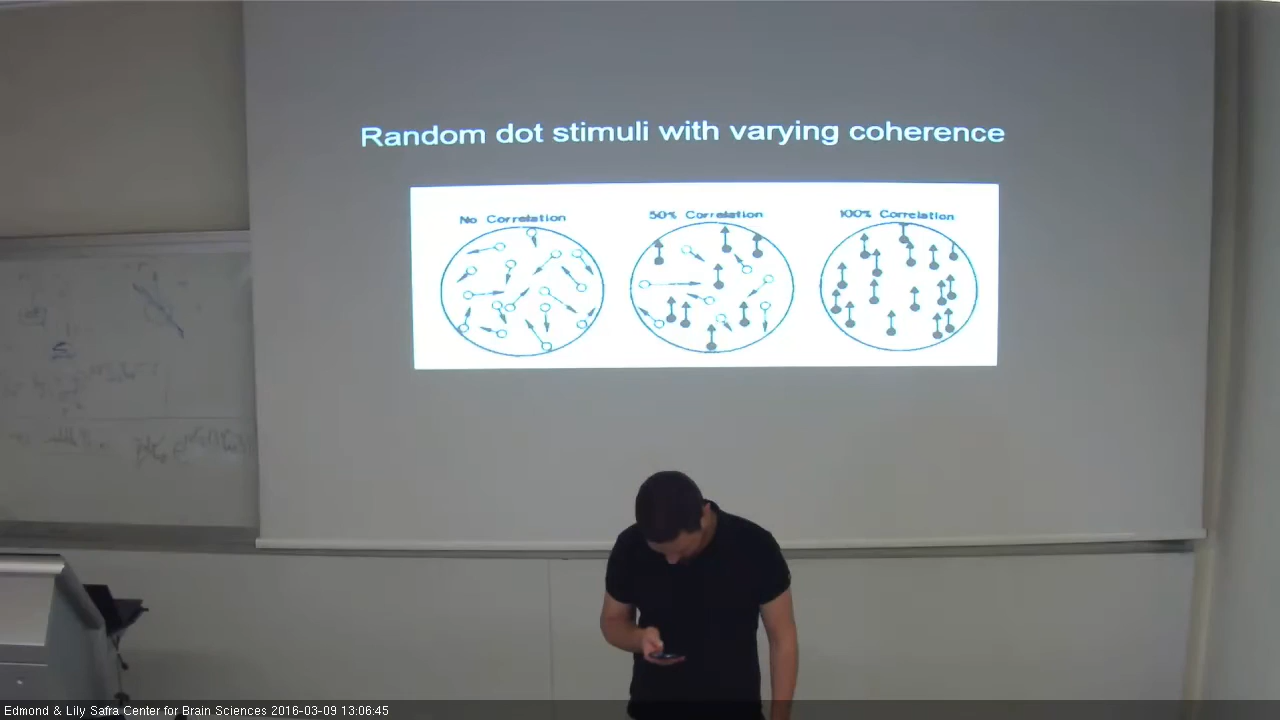 Random dot stimuli with varying coherence
No Correlation
50% Correlation
100% Correlation
Edmond & Lily Safra Center for Brain Sciences 2016-03-09 13:06:45